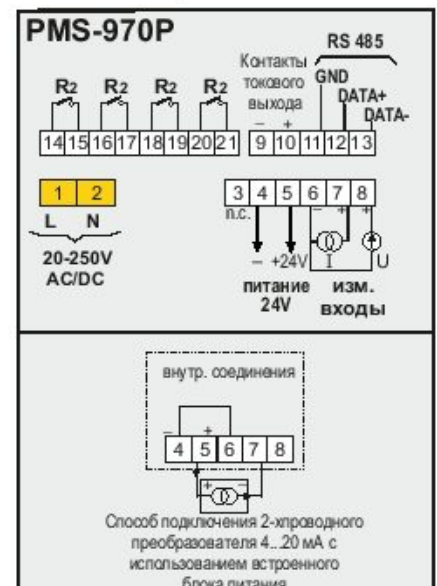 PMS-970P
RS 485
Контакты
токового
выхода
GND
DATA+
DATA-
R2 R2 R2 R2
– +
14 15 16 17 18 19 20 21 9 10 11 12 13
1 2
3 4 5 6 7 8
L N
n.c.
– + +
– +24V I U
20-250V
AC/DC
питание
24V
изм.
входы
внутр. соединения
– +
4 5 6 7 8
+ –
Способ подключения 2-хпроводного
преобразователя 4...20 мА с
использованием встроенного
блока питания